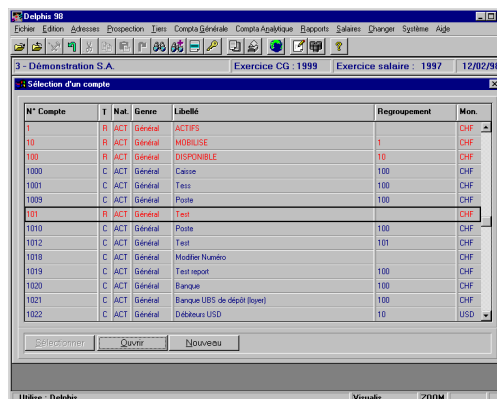 Delphis 98
Fichier Edition Adresses Prospection Tiers Compta Générale Compta Analytique Rapports Salaires Changer Système Aide
3 - Démonstration S.A. Exercice CG : 1999 Exercice salaire : 1997 12/02/98
Sélection d'un compte
N° Compte T Nat. Genre Libellé Regroupement Mon.
1 R ACT Général ACTIFS CHF
10 R ACT Général MOBILISE 1 CHF
100 R ACT Général DISPONIBLE 10 CHF
1000 C ACT Général Caisse 100 CHF
1001 C ACT Général Tess 100 CHF
1009 C ACT Général Poste 100 CHF
101 R ACT Général Test CHF
1010 C ACT Général Poste 100 CHF
1012 C ACT Général Test 101 CHF
1018 C ACT Général Modifier Numéro CHF
1019 C ACT Général Test report 100 CHF
1020 C ACT Général Banque 100 CHF
1021 C ACT Général Banque UBS de dépôt (loyer) 100 CHF
1022 C ACT Général Débiteurs USD 10 USD
Sélectionner Ouvrir Nouveau
Utilise : Delphis Visualis ZOOM